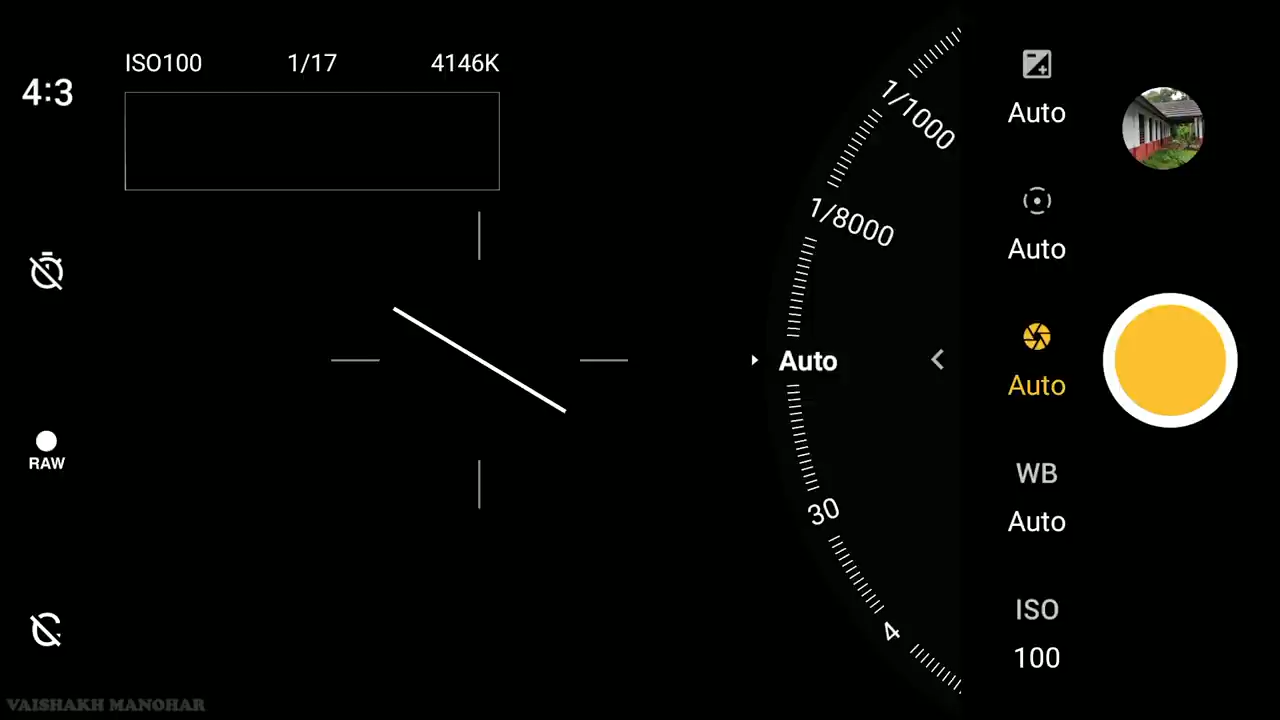 4:3
ISO100 1/17 4146K
RAW
1/1000
1/8000
Auto
30
4
Auto
Auto
Auto
WB
Auto
ISO
100
VAISHAKH MANOHAR